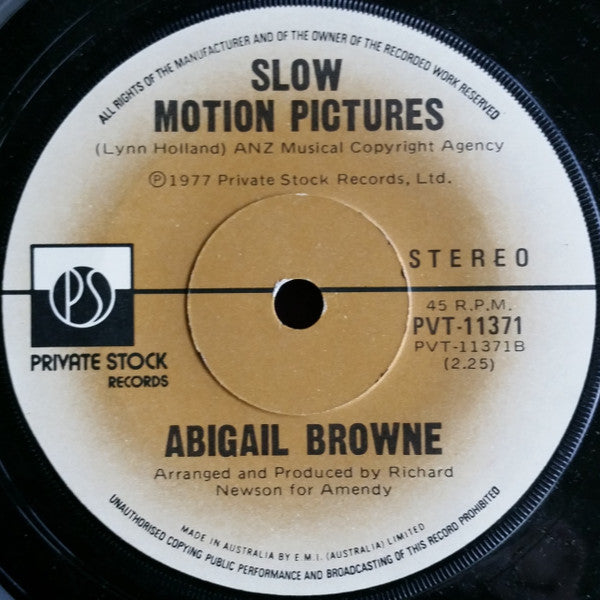 ALL RIGHTS OF THE MANUFACTURER AND OF THE OWNER OF THE RECORDED WORK RESERVED
SLOW
MOTION PICTURES
(Lynn Holland) ANZ Musical Copyright Agency
Ⓟ1977 Private Stock Records, Ltd.
STEREO
PS
45 R.P.M.
PVT-11371
PVT-11371B
(2.25)
PRIVATE STOCK
RECORDS
ABIGAIL BROWNE
Arranged and Produced by Richard
Newson for Amendy
MADE IN AUSTRALIA BY E.M.I. (AUSTRALIA) LIMITED
UNAUTHORISED COPYING PUBLIC PERFORMANCE AND BROADCASTING OF THIS RECORD PROHIBITED